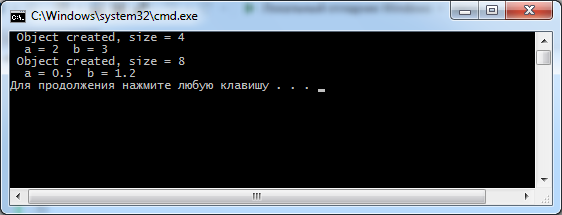 C:\Windows\system32\cmd.exe
Object created, size = 4
a = 2 b = 3
Object created, size = 8
a = 0.5 b = 1.2
Для продолжения нажмите любую клавишу . . .